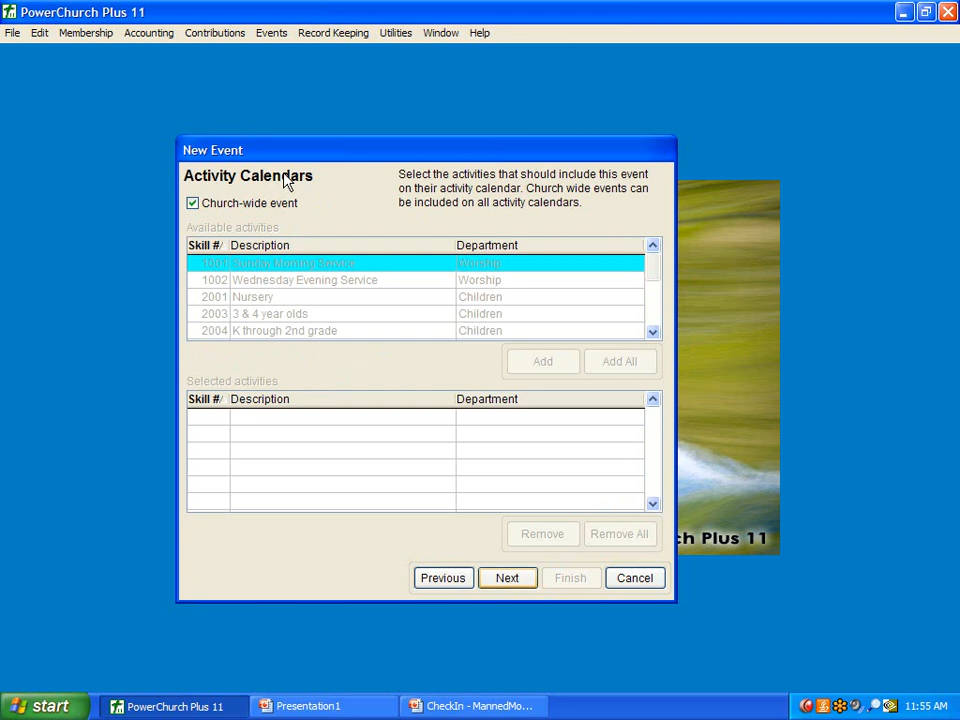 PowerChurch Plus 11
File Edit Membership Accounting Contributions Events Record Keeping Utilities Window Help
New Event
Activity Calendars
Select the activities that should include this event
on their activity calendar. Church wide events can
be included on all activity calendars.
Church-wide event
Available activities
Skill #/ Description Department
1001 Sunday Morning Service Worship
1002 Wednesday Evening Service Worship
2001 Nursery Children
2003 3 & 4 year olds Children
2004 K through 2nd grade Children
Add Add All
Selected activities
Skill #/ Description Department
Remove Remove All
ch Plus 11
Previous Next Finish Cancel
start PowerChurch Plus 11 Presentation1 CheckIn - MannedMo... 11:55 AM